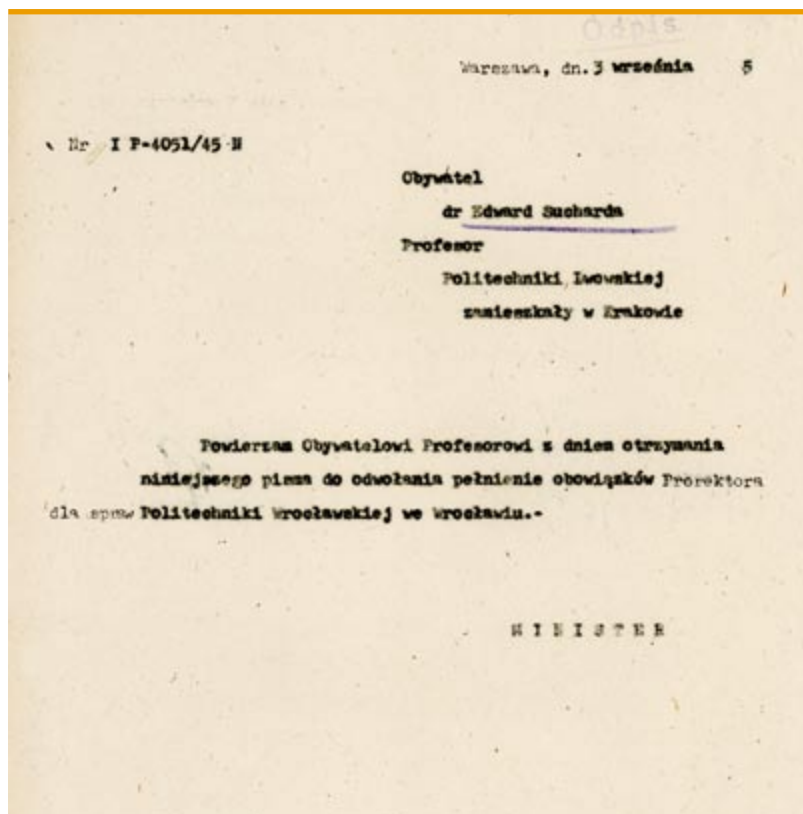 Odpis
Warszawa, dn. 3 września 5
Nr I P-4051/45 N
Obywatel
dr Edward Sucharda
Profesor
Politechniki Lwowskiej
zamieszkały w Krakowie
Powierzam Obywatelowi Profesorowi z dniem otrzymania
niniejszego pisma do odwołania pełnienie obowiązków Prorektora
dla spraw Politechniki Wrocławskiej we Wrocławiu.-
MINISTER